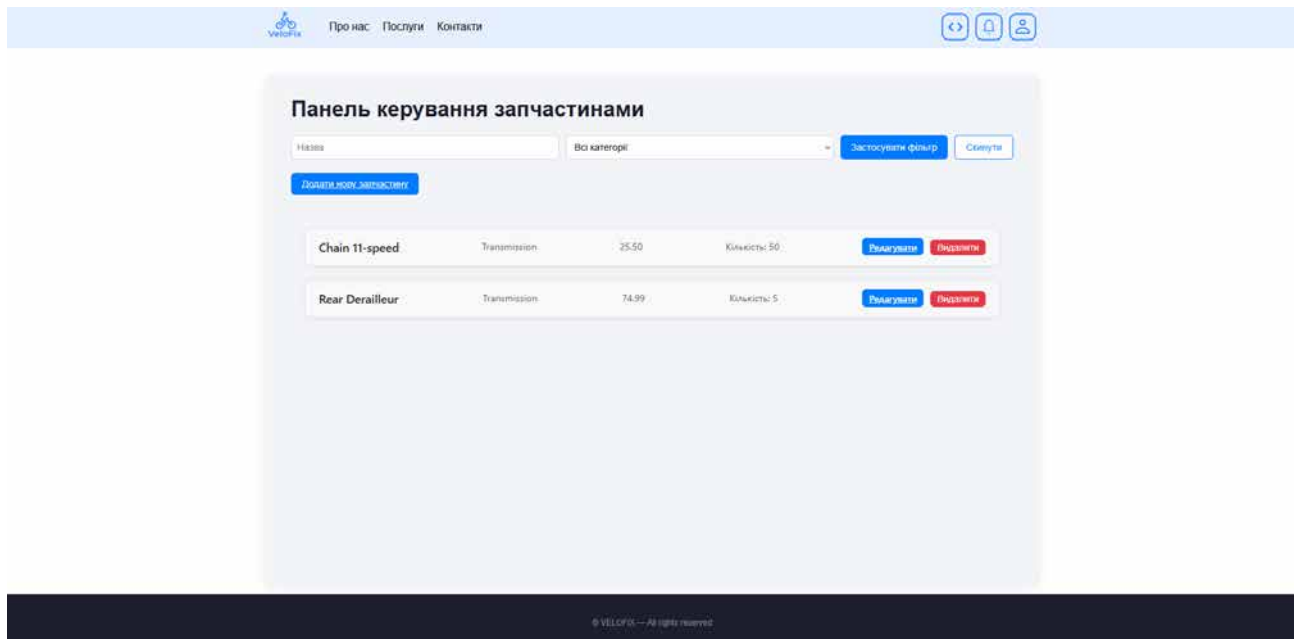 VeloFix Про нас Послуги Контакти
Панель керування запчастинами
Назва Всі категорії Застосувати фільтр Скинути
Додати нову запчастину
Chain 11-speed Transmission 25.50 Кількість: 50 Редагувати Видалити
Rear Derailleur Transmission 74.99 Кількість: 5 Редагувати Видалити
© VELOFIX — All rights reserved